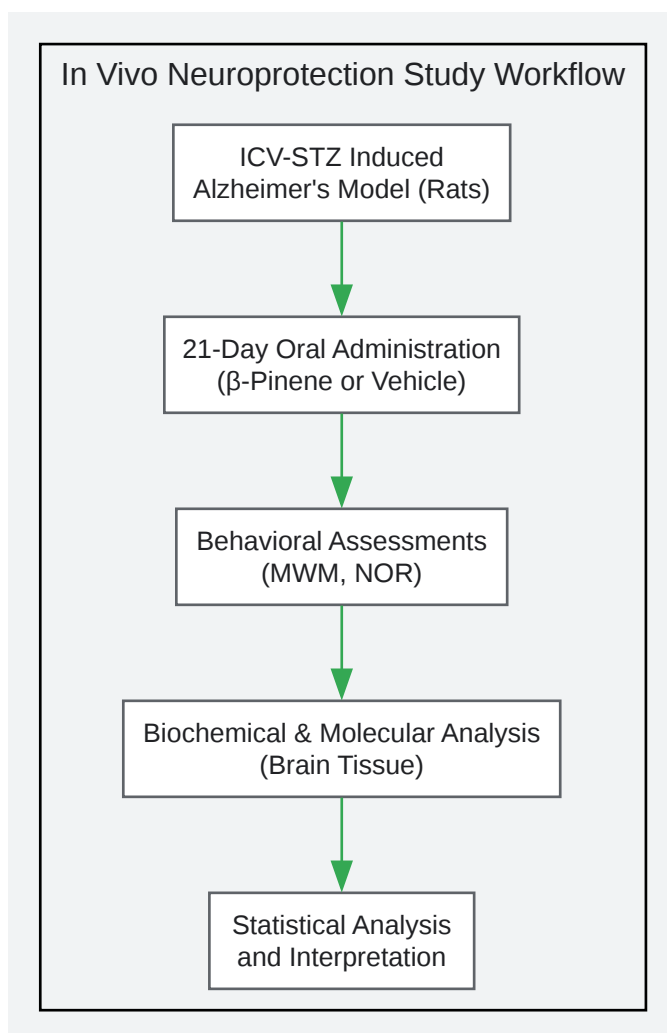 In Vivo Neuroprotection Study Workflow
ICV-STZ Induced
Alzheimer's Model (Rats)
21-Day Oral Administration
(β-Pinene or Vehicle)
Behavioral Assessments
(MWM, NOR)
Biochemical & Molecular Analysis
(Brain Tissue)
Statistical Analysis
and Interpretation